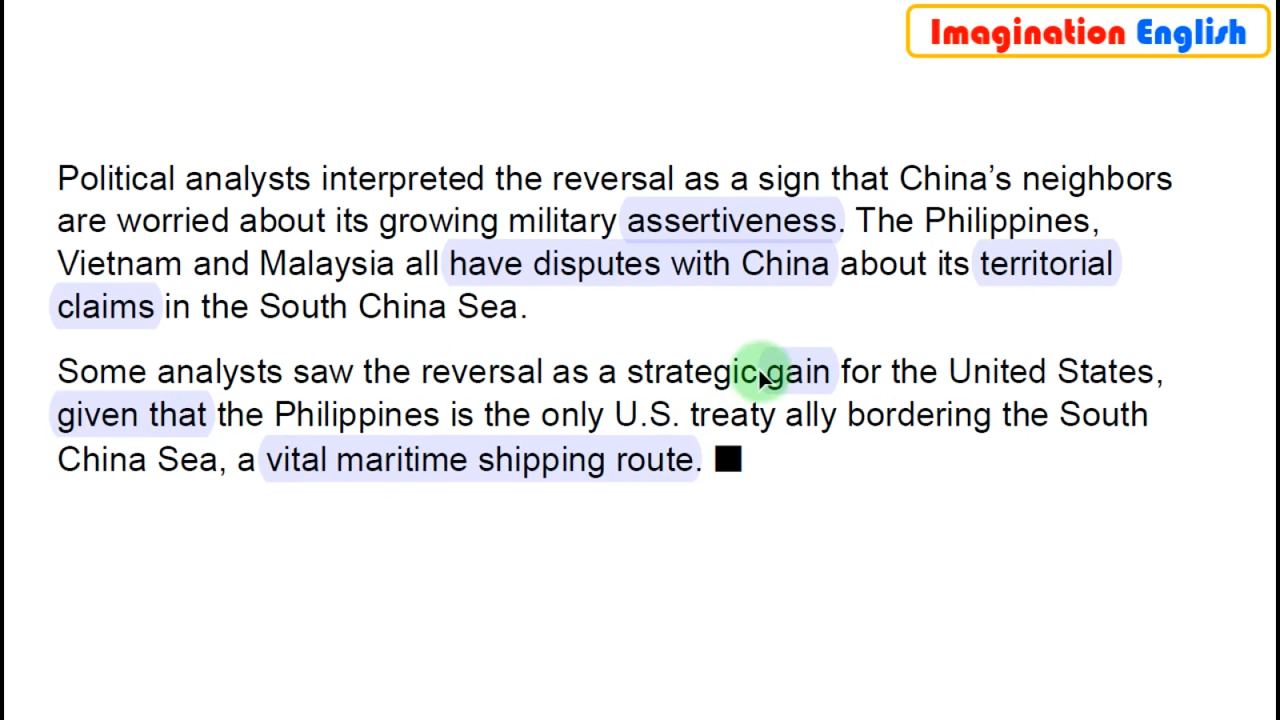 Imagination English
Political analysts interpreted the reversal as a sign that China’s neighbors
are worried about its growing military assertiveness. The Philippines,
Vietnam and Malaysia all have disputes with China about its territorial
claims in the South China Sea.
Some analysts saw the reversal as a strategic gain for the United States,
given that the Philippines is the only U.S. treaty ally bordering the South
China Sea, a vital maritime shipping route. ■